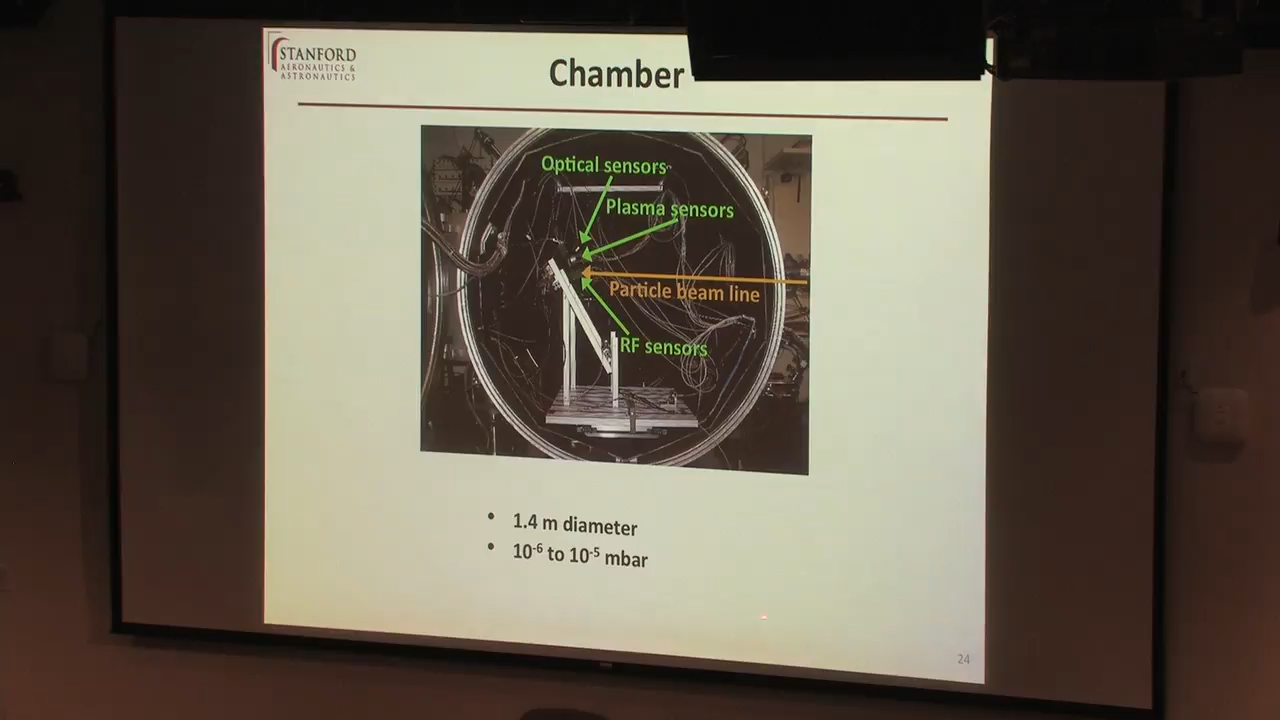 STANFORD
AERONAUTICS &
ASTRONAUTICS
Chamber
Optical sensors
Plasma sensors
Particle beam line
RF sensors
• 1.4 m diameter
• 10⁻⁶ to 10⁻⁵ mbar
24